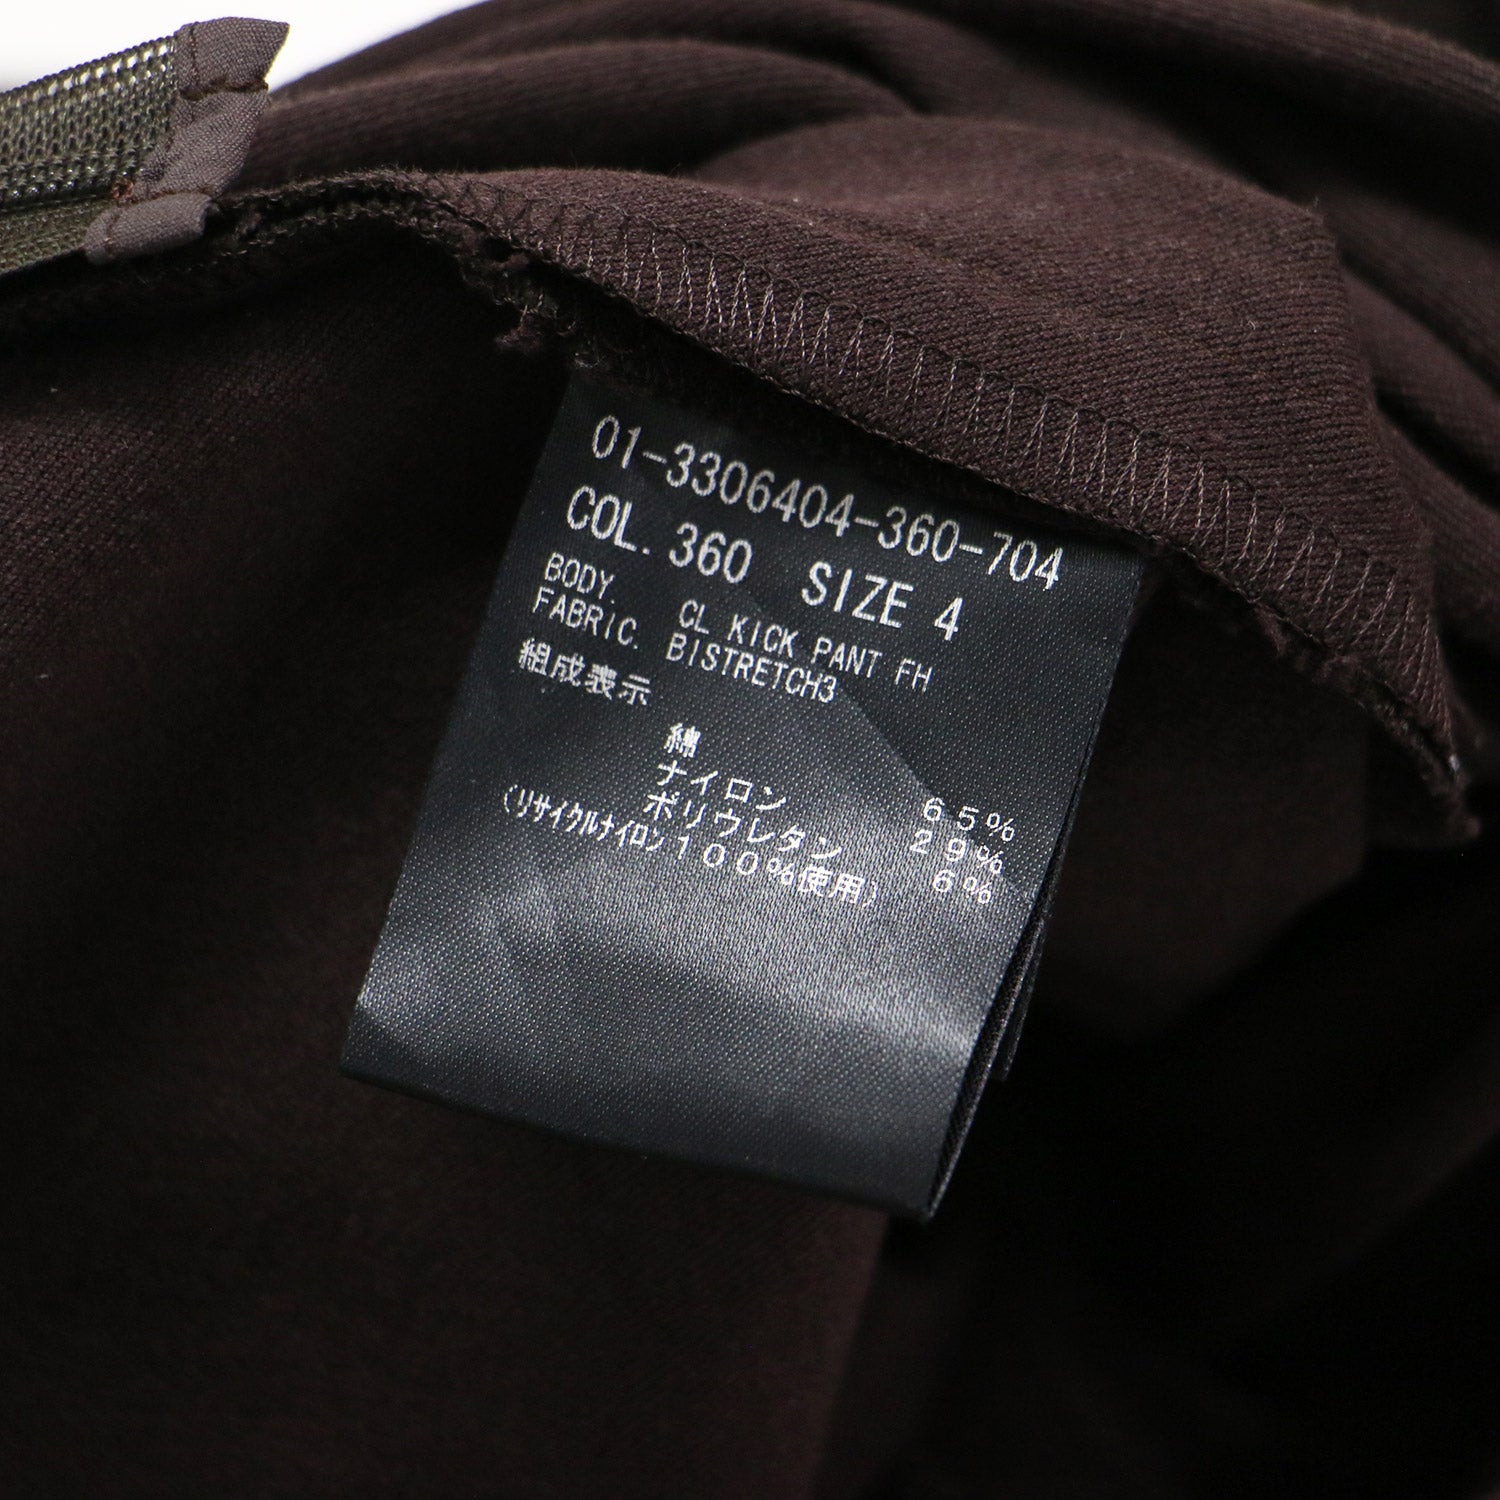 01-3306404-360-704
COL. 360 SIZE 4
BODY. CL KICK PANT FH
FABRIC. BISTRETCH3
組成表示
綿 65%
ナイロン 29%
ポリウレタン 6%
(リサイクルナイロン100%使用)